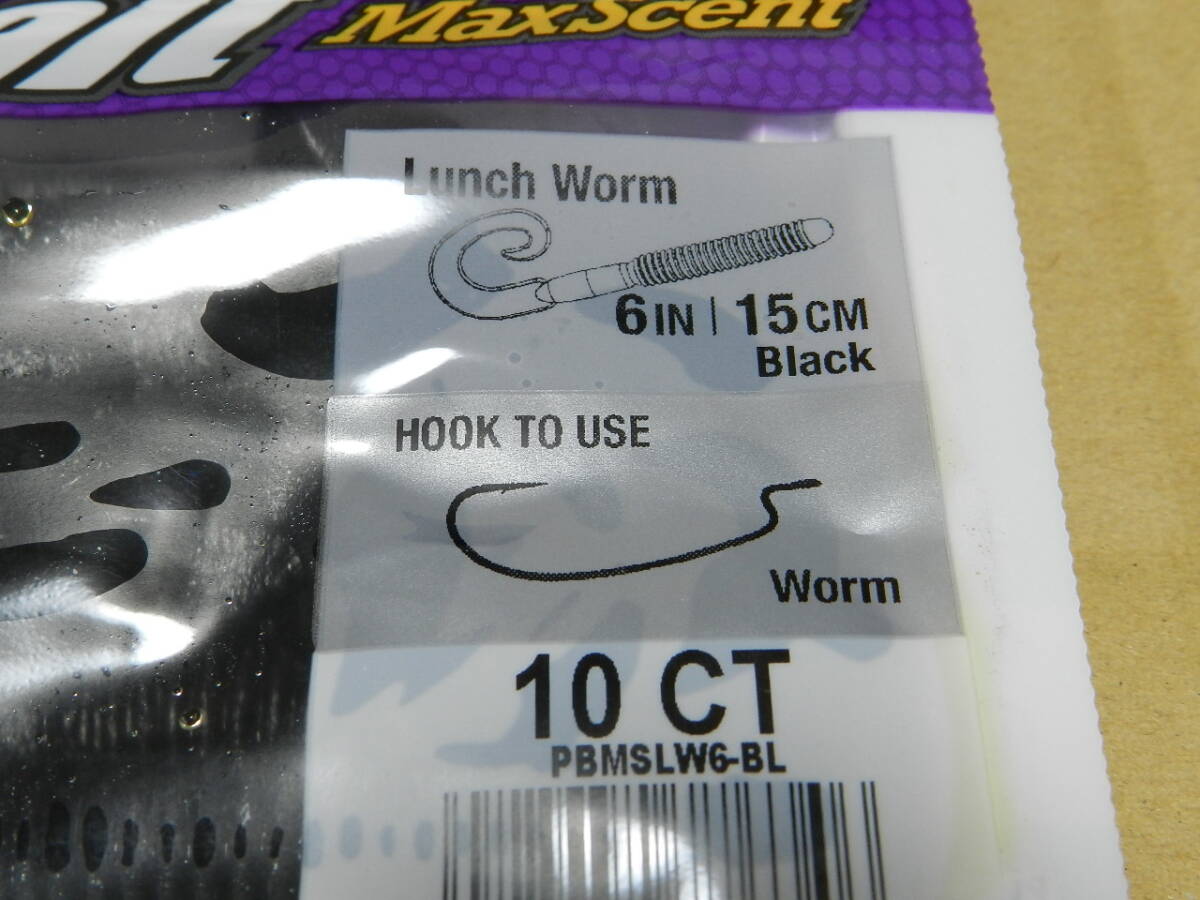 MaxScent
Lunch Worm
6IN | 15CM
Black
HOOK TO USE
Worm
10 CT
PBMSLW6-BL